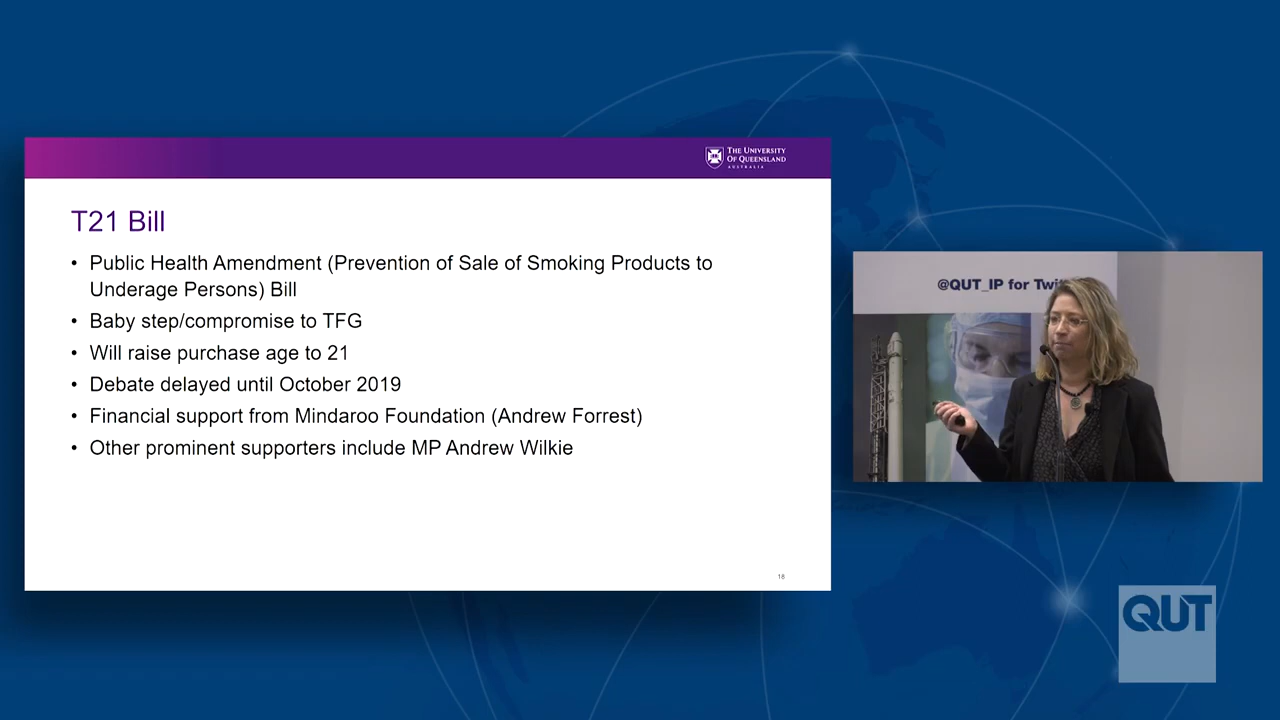 THE UNIVERSITY
OF QUEENSLAND
AUSTRALIA
T21 Bill
• Public Health Amendment (Prevention of Sale of Smoking Products to
Underage Persons) Bill
• Baby step/compromise to TFG
• Will raise purchase age to 21
• Debate delayed until October 2019
• Financial support from Mindaroo Foundation (Andrew Forrest)
• Other prominent supporters include MP Andrew Wilkie
18
@QUT_IP for Twi
QUT